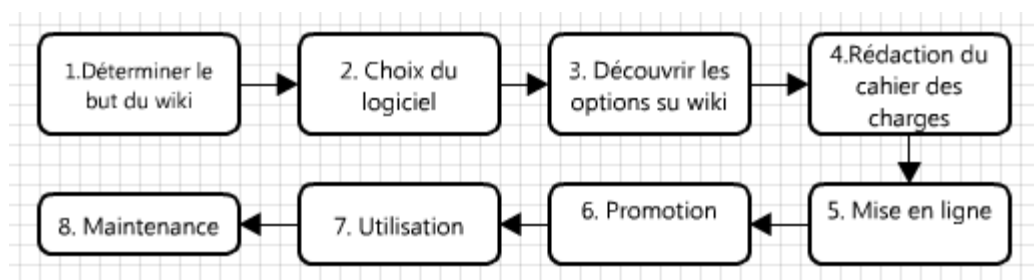 1.Déterminer le
but du wiki
2. Choix du
logiciel
3. Découvrir les
options su wiki
4.Rédaction du
cahier des
charges
5. Mise en ligne
6. Promotion
7. Utilisation
8. Maintenance